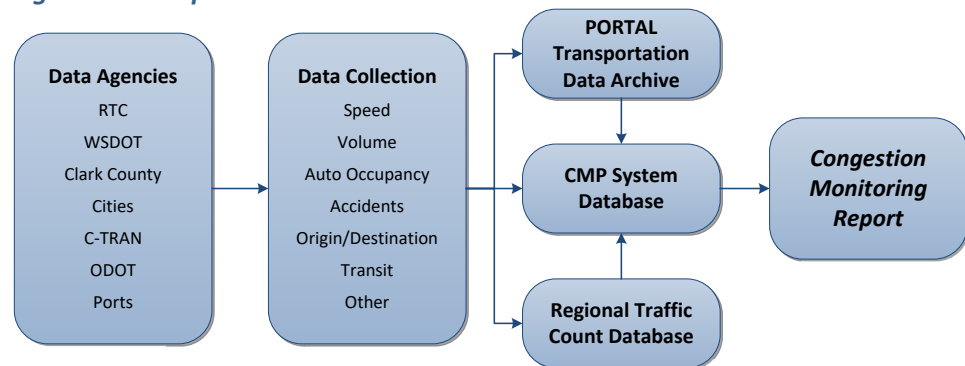 Data Agencies
RTC
WSDOT
Clark County
Cities
C-TRAN
ODOT
Ports
Data Collection
Speed
Volume
Auto Occupancy
Accidents
Origin/Destination
Transit
Other
PORTAL
Transportation
Data Archive
CMP System
Database
Regional Traffic
Count Database
Congestion
Monitoring
Report